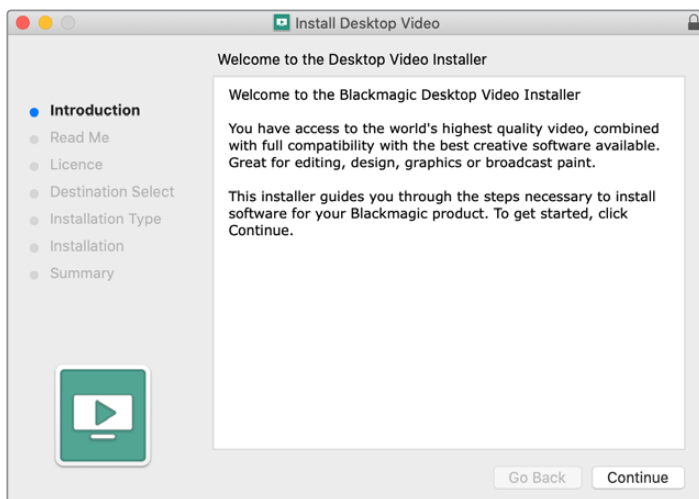 Install Desktop Video
Welcome to the Desktop Video Installer
Introduction
Read Me
Licence
Destination Select
Installation Type
Installation
Summary
Welcome to the Blackmagic Desktop Video Installer
You have access to the world's highest quality video, combined
with full compatibility with the best creative software available.
Great for editing, design, graphics or broadcast paint.
This installer guides you through the steps necessary to install
software for your Blackmagic product. To get started, click
Continue.
Go Back
Continue